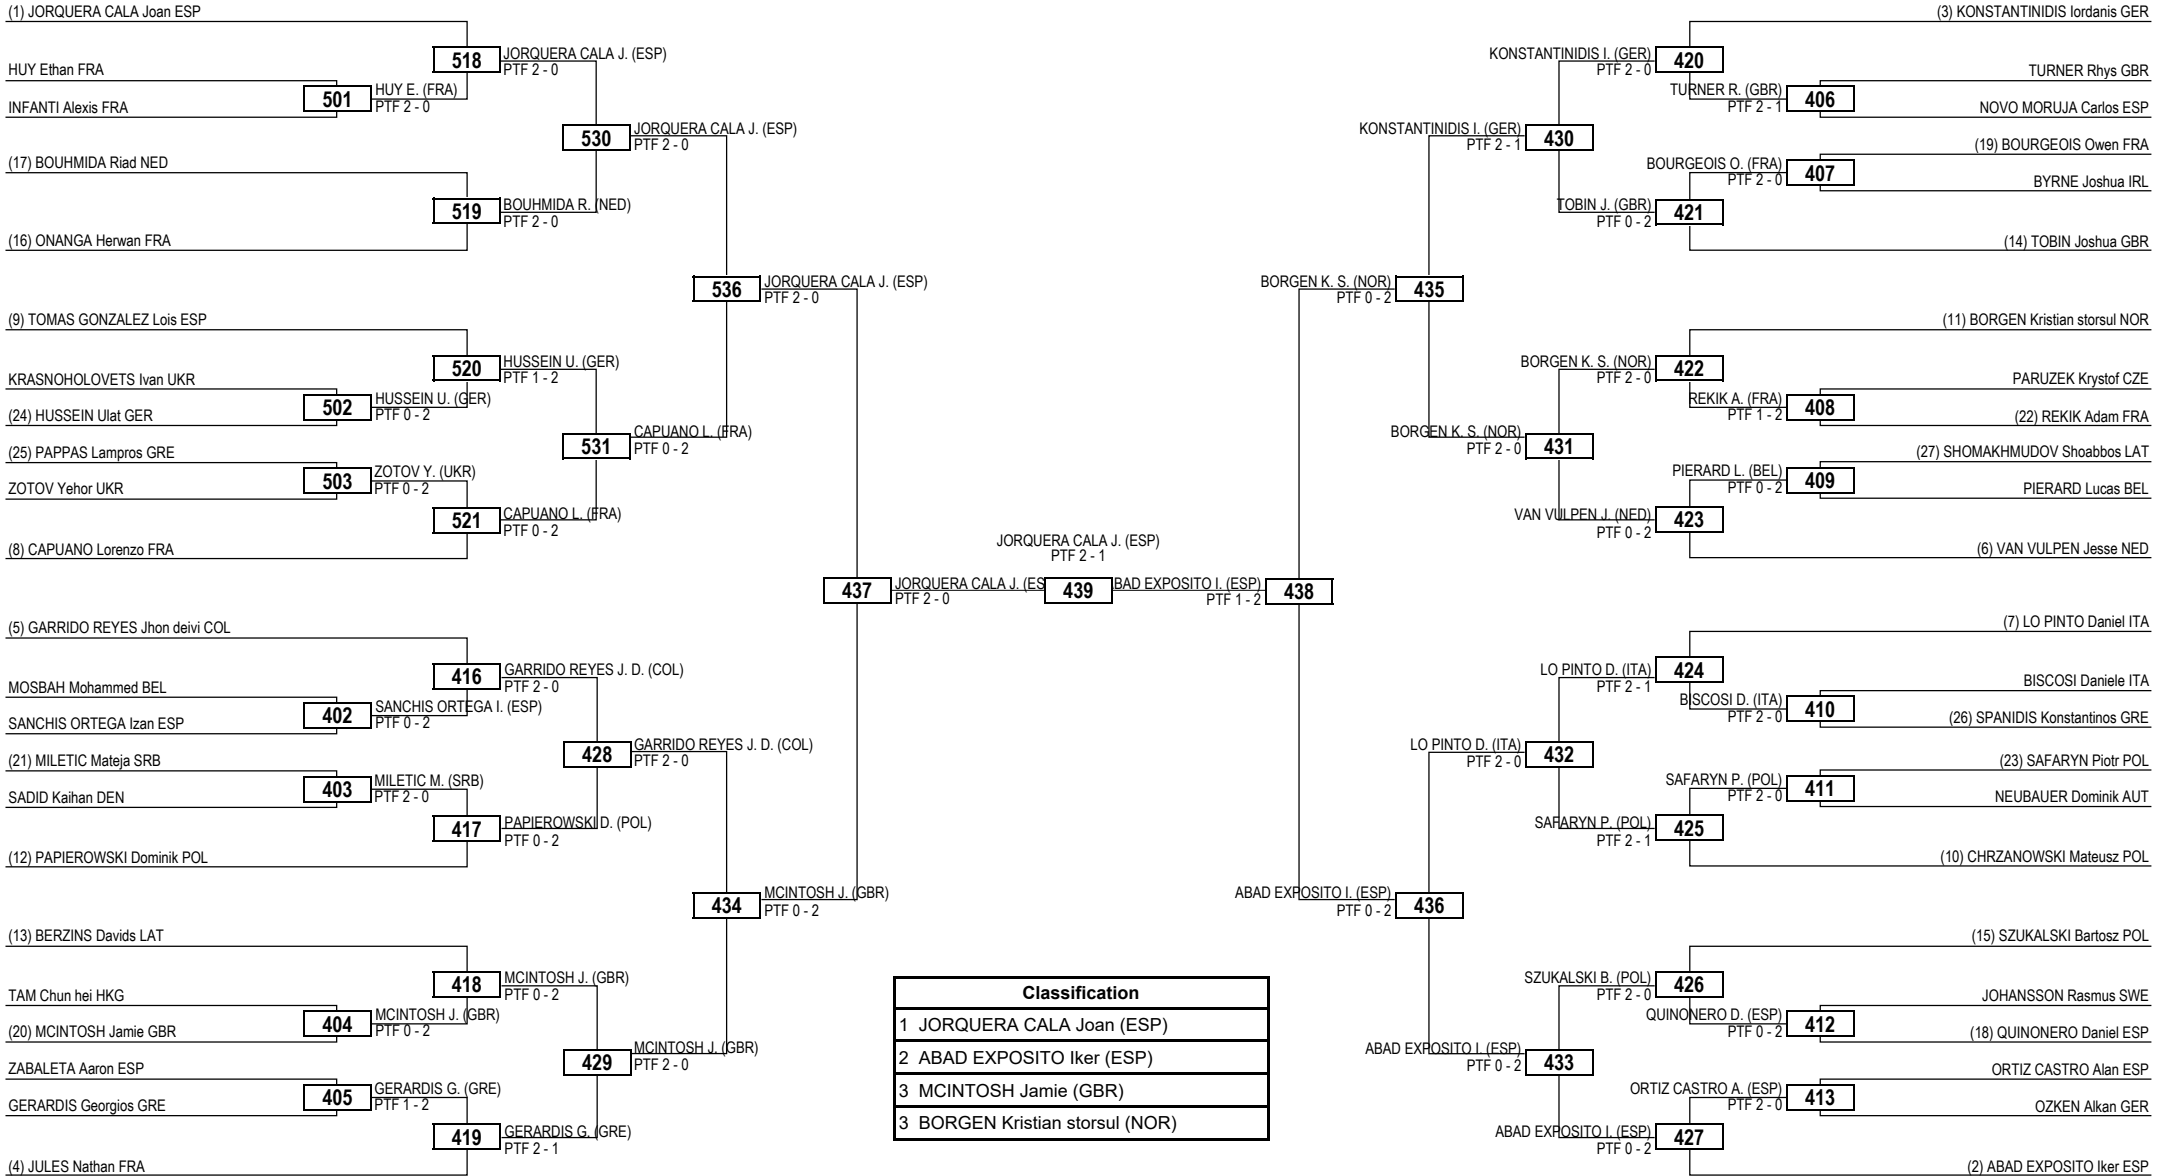 (1) JORQUERA CALA Joan ESP
HUY Ethan FRA
INFANTI Alexis FRA
(17) BOUHMIDA Riad NED
(16) ONANGA Herwan FRA
(9) TOMAS GONZALEZ Lois ESP
KRASNOHOLOVETS Ivan UKR
(24) HUSSEIN Ulat GER
(25) PAPPAS Lampros GRE
ZOTOV Yehor UKR
(8) CAPUANO Lorenzo FRA
(5) GARRIDO REYES Jhon deivi COL
MOSBAH Mohammed BEL
SANCHIS ORTEGA Izan ESP
(21) MILETIC Mateja SRB
SADID Kaihan DEN
(12) PAPIEROWSKI Dominik POL
(13) BERZINS Davids LAT
TAM Chun hei HKG
(20) MCINTOSH Jamie GBR
ZABALETA Aaron ESP
GERARDIS Georgios GRE
(4) JULES Nathan FRA
501
HUY E. (FRA)
PTF 2 - 0
502
HUSSEIN U. (GER)
PTF 0 - 2
503
ZOTOV Y. (UKR)
PTF 0 - 2
402
SANCHIS ORTEGA I. (ESP)
PTF 0 - 2
403
MILETIC M. (SRB)
PTF 2 - 0
404
MCINTOSH J. (GBR)
PTF 0 - 2
405
GERARDIS G. (GRE)
PTF 1 - 2
518
JORQUERA CALA J. (ESP)
PTF 2 - 0
519
BOUHMIDA R. (NED)
PTF 2 - 0
520
HUSSEIN U. (GER)
PTF 1 - 2
521
CAPUANO L. (FRA)
PTF 0 - 2
416
GARRIDO REYES J. D. (COL)
PTF 2 - 0
417
PAPIEROWSKI D. (POL)
PTF 0 - 2
418
MCINTOSH J. (GBR)
PTF 0 - 2
419
GERARDIS G. (GRE)
PTF 2 - 1
530
JORQUERA CALA J. (ESP)
PTF 2 - 0
531
CAPUANO L. (FRA)
PTF 0 - 2
428
GARRIDO REYES J. D. (COL)
PTF 2 - 0
429
MCINTOSH J. (GBR)
PTF 2 - 0
536
JORQUERA CALA J. (ESP)
PTF 2 - 0
434
MCINTOSH J. (GBR)
PTF 0 - 2
437
JORQUERA CALA J. (ES
PTF 2 - 0
JORQUERA CALA J. (ESP)
PTF 2 - 1
439
BAD EXPOSITO I. (ESP)
PTF 1 - 2
438
BORGEN K. S. (NOR)
PTF 0 - 2
435
ABAD EXPOSITO I. (ESP)
PTF 0 - 2
436
KONSTANTINIDIS I. (GER)
PTF 2 - 1
430
BORGEN K. S. (NOR)
PTF 2 - 0
431
LO PINTO D. (ITA)
PTF 2 - 0
432
ABAD EXPOSITO I. (ESP)
PTF 0 - 2
433
KONSTANTINIDIS I. (GER)
PTF 2 - 0
420
TOBIN J. (GBR)
PTF 0 - 2
421
BORGEN K. S. (NOR)
PTF 2 - 0
422
VAN VULPEN J. (NED)
PTF 0 - 2
423
LO PINTO D. (ITA)
PTF 2 - 1
424
SAFARYN P. (POL)
PTF 2 - 1
425
SZUKALSKI B. (POL)
PTF 2 - 0
426
ABAD EXPOSITO I. (ESP)
PTF 0 - 2
427
TURNER R. (GBR)
PTF 2 - 1
406
BOURGEOIS O. (FRA)
PTF 2 - 0
407
REKIK A. (FRA)
PTF 1 - 2
408
PIERARD L. (BEL)
PTF 0 - 2
409
BISCOSI D. (ITA)
PTF 2 - 0
410
SAFARYN P. (POL)
PTF 2 - 0
411
QUINONERO D. (ESP)
PTF 0 - 2
412
ORTIZ CASTRO A. (ESP)
PTF 2 - 0
413
(3) KONSTANTINIDIS Iordanis GER
TURNER Rhys GBR
NOVO MORUJA Carlos ESP
(19) BOURGEOIS Owen FRA
BYRNE Joshua IRL
(14) TOBIN Joshua GBR
(11) BORGEN Kristian storsul NOR
PARUZEK Krystof CZE
(22) REKIK Adam FRA
(27) SHOMAKHMUDOV Shoabbos LAT
PIERARD Lucas BEL
(6) VAN VULPEN Jesse NED
(7) LO PINTO Daniel ITA
BISCOSI Daniele ITA
(26) SPANIDIS Konstantinos GRE
(23) SAFARYN Piotr POL
NEUBAUER Dominik AUT
(10) CHRZANOWSKI Mateusz POL
(15) SZUKALSKI Bartosz POL
JOHANSSON Rasmus SWE
(18) QUINONERO Daniel ESP
ORTIZ CASTRO Alan ESP
OZKEN Alkan GER
(2) ABAD EXPOSITO Iker ESP
Classification
1 JORQUERA CALA Joan (ESP)
2 ABAD EXPOSITO Iker (ESP)
3 MCINTOSH Jamie (GBR)
3 BORGEN Kristian storsul (NOR)